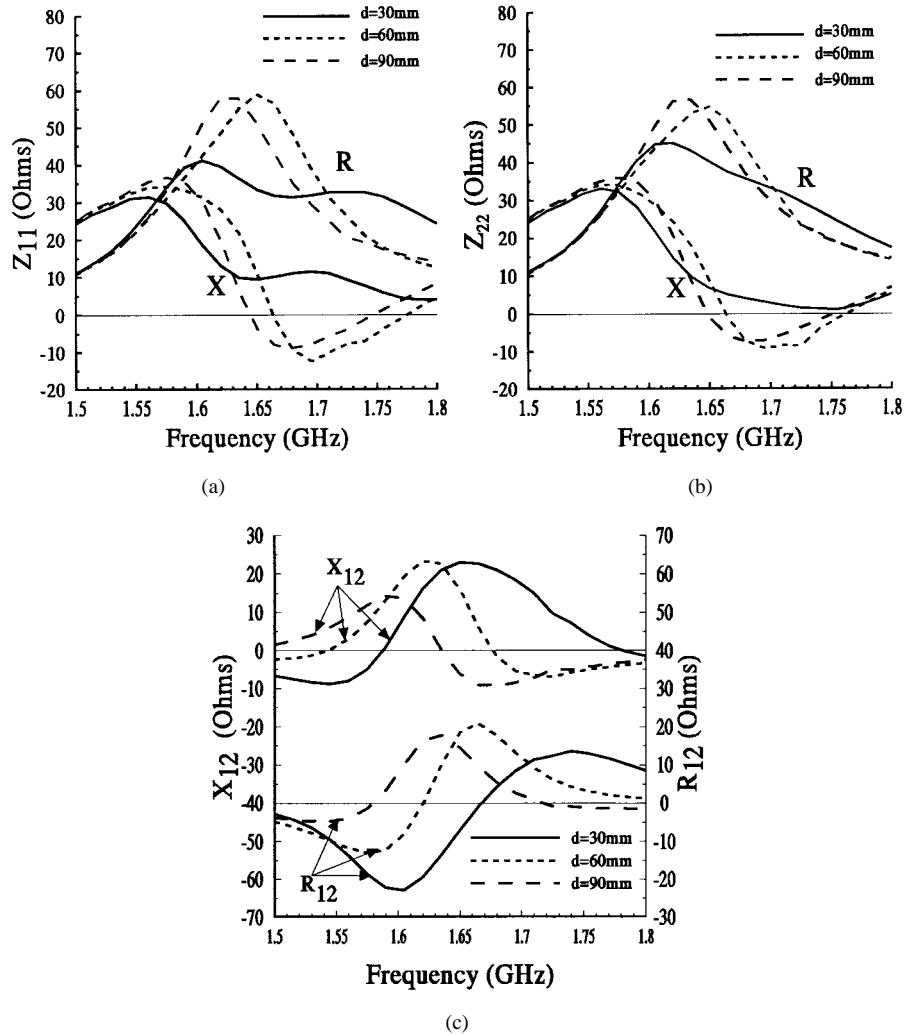 80
70
60
50
40
30
20
10
0
-10
-20
Z11 (Ohms)
d=30mm
d=60mm
d=90mm
R
X
1.5 1.55 1.6 1.65 1.7 1.75 1.8
Frequency (GHz)
(a)
80
70
60
50
40
30
20
10
0
-10
-20
Z22 (Ohms)
d=30mm
d=60mm
d=90mm
R
X
1.5 1.55 1.6 1.65 1.7 1.75 1.8
Frequency (GHz)
(b)
30
20
10
0
-10
-20
-30
-40
-50
-60
-70
X12 (Ohms)
X12
R12
d=30mm
d=60mm
d=90mm
70
60
50
40
30
20
10
0
-10
-20
-30
R12 (Ohms)
1.5 1.55 1.6 1.65 1.7 1.75 1.8
Frequency (GHz)
(c)